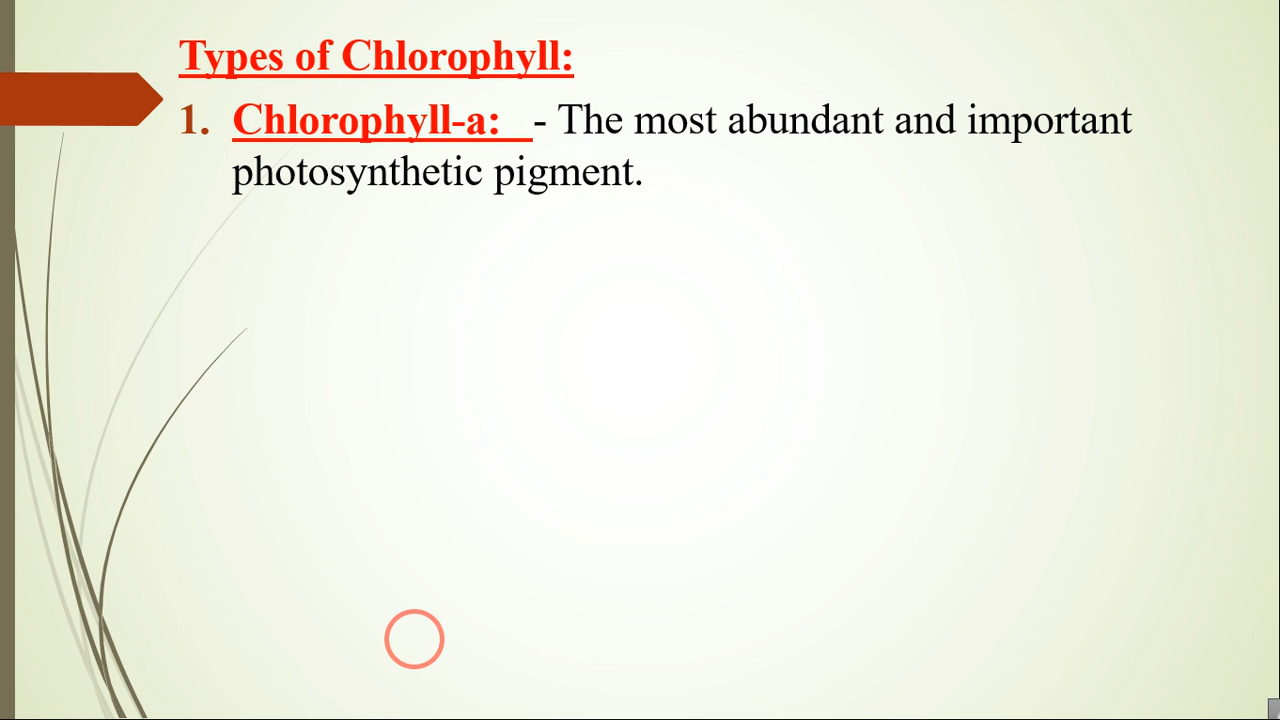 Types of Chlorophyll:
1. Chlorophyll-a: - The most abundant and important
photosynthetic pigment.